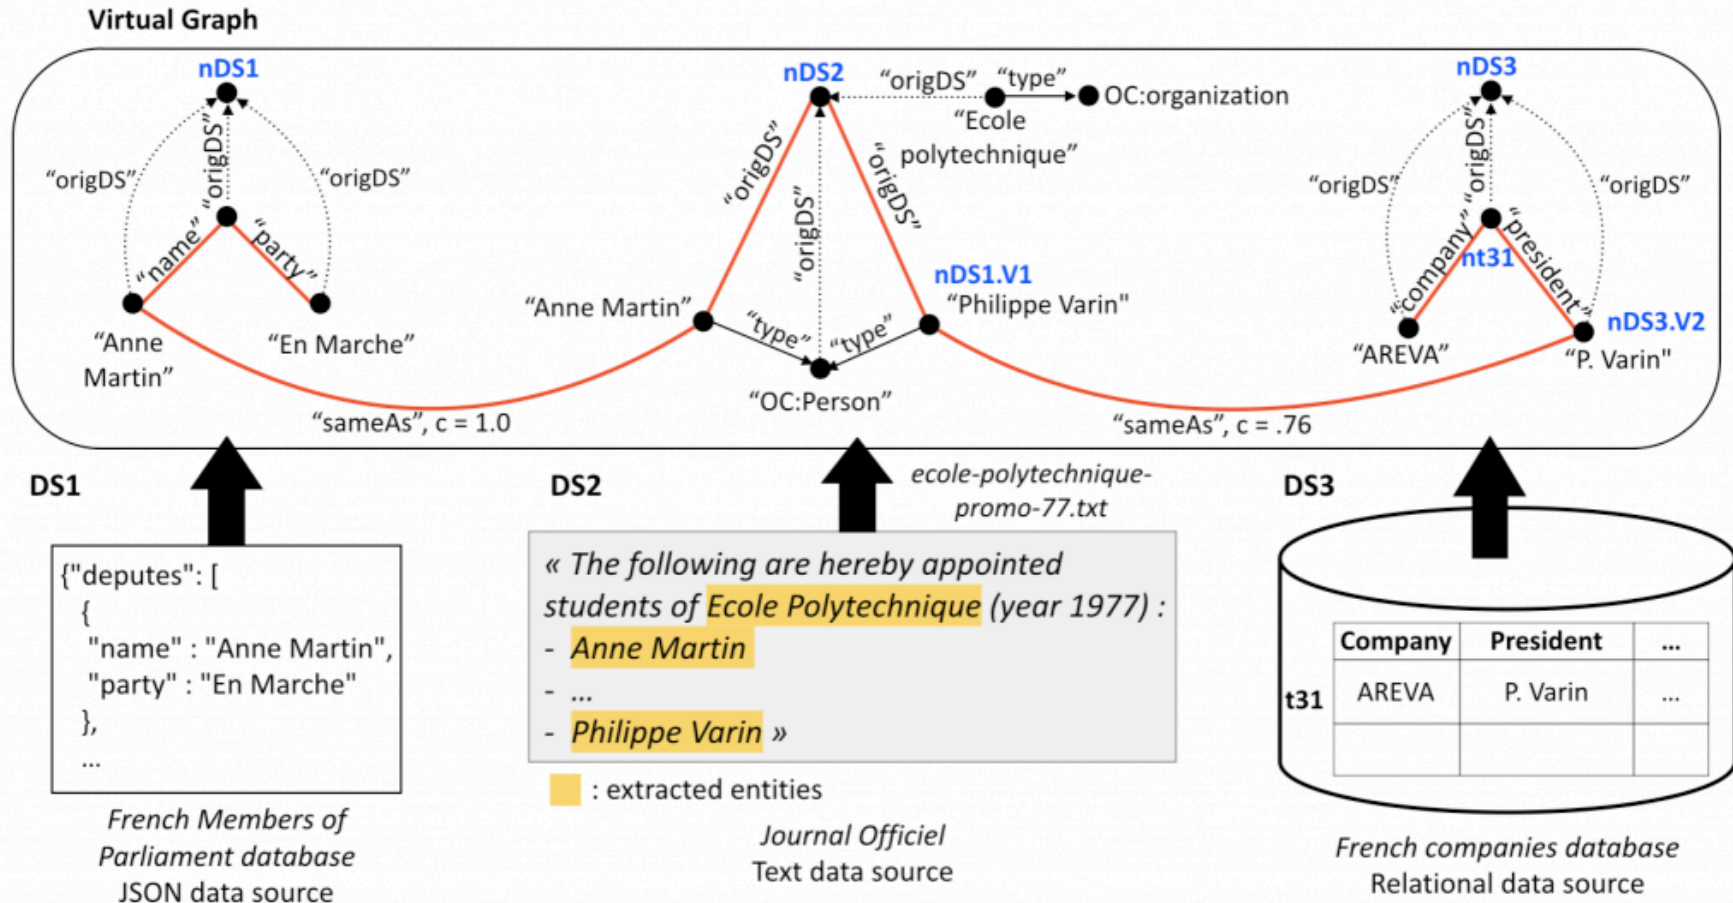 Virtual Graph
nDS1
nDS2
nDS3
“origDS”
“type”
OC:organization
“Ecole
polytechnique”
“origDS”
“origDS”
“origDS”
“name”
“party”
“origDS”
“origDS”
“origDS”
“origDS”
“origDS”
“origDS”
“company”
“president”
nt31
nDS1.V1
nDS3.V2
“Anne
Martin”
“En Marche”
“Anne Martin”
“Philippe Varin"
“type”
“type”
“OC:Person”
“AREVA”
“P. Varin"
“sameAs”, c = 1.0
“sameAs”, c = .76
DS1
{"deputes": [
{
"name" : "Anne Martin",
"party" : "En Marche"
},
...
French Members of
Parliament database
JSON data source
DS2
ecole-polytechnique-
promo-77.txt
« The following are hereby appointed
students of Ecole Polytechnique (year 1977) :
- Anne Martin
- ...
- Philippe Varin »
: extracted entities
Journal Officiel
Text data source
DS3
Company President ...
t31 AREVA P. Varin ...
French companies database
Relational data source